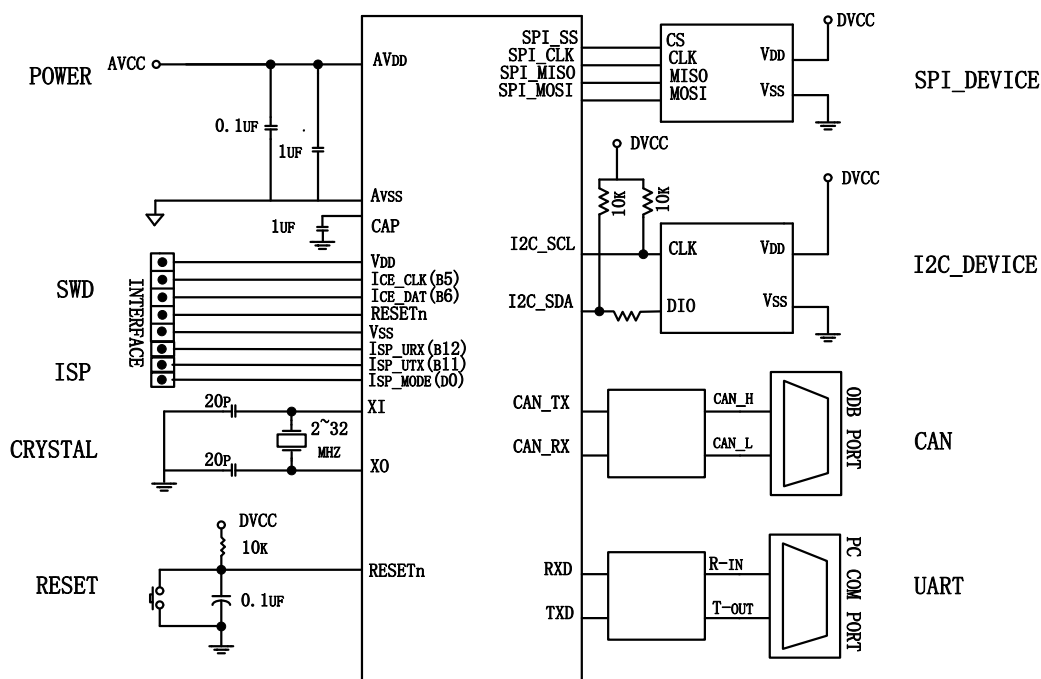 POWER
AVCC
AVDD
0.1UF
1UF
AVSS
1UF
CAP
SWD
INTERFACE
ISP
VDD
ICE_CLK(B5)
ICE_DAT(B6)
RESETn
VSS
ISP_URX(B12)
ISP_UTX(B11)
ISP_MODE(D0)
CRYSTAL
20P
XI
2~32
MHZ
20P
XO
RESET
DVCC
10K
RESETn
0.1UF
SPI_SS
SPI_CLK
SPI_MISO
SPI_MOSI
CS
CLK
MISO
MOSI
VDD
VSS
DVCC
SPI_DEVICE
DVCC
10K
10K
I2C_SCL
I2C_SDA
CLK
DIO
VDD
VSS
DVCC
I2C_DEVICE
CAN_TX
CAN_RX
CAN_H
CAN_L
ODB PORT
CAN
RXD
TXD
R-IN
T-OUT
PC COM PORT
UART